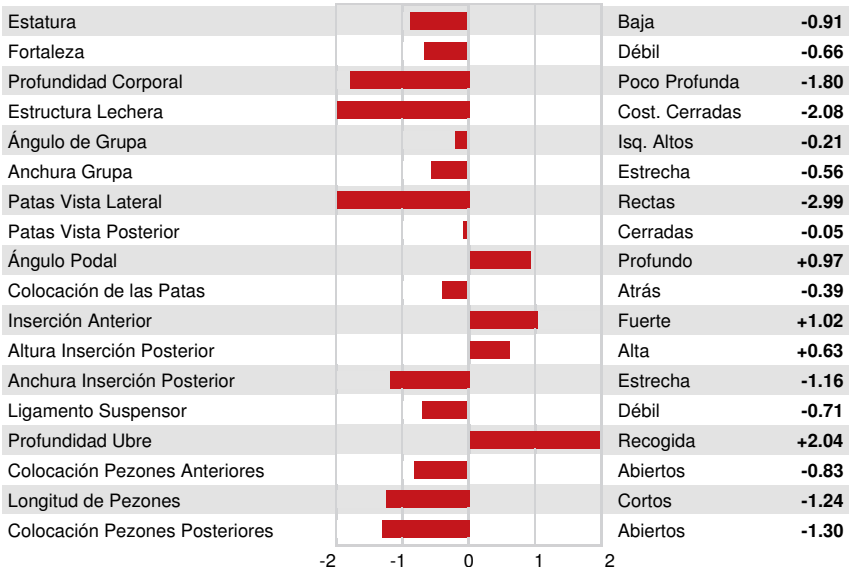 Estatura Baja -0.91
Fortaleza Débil -0.66
Profundidad Corporal Poco Profunda -1.80
Estructura Lechera Cost. Cerradas -2.08
Ángulo de Grupa Isq. Altos -0.21
Anchura Grupa Estrecha -0.56
Patas Vista Lateral Rectas -2.99
Patas Vista Posterior Cerradas -0.05
Ángulo Podal Profundo +0.97
Colocación de las Patas Atrás -0.39
Inserción Anterior Fuerte +1.02
Altura Inserción Posterior Alta +0.63
Anchura Inserción Posterior Estrecha -1.16
Ligamento Suspensor Débil -0.71
Profundidad Ubre Recogida +2.04
Colocación Pezones Anteriores Abiertos -0.83
Longitud de Pezones Cortos -1.24
Colocación Pezones Posteriores Abiertos -1.30
-2 -1 0 1 2